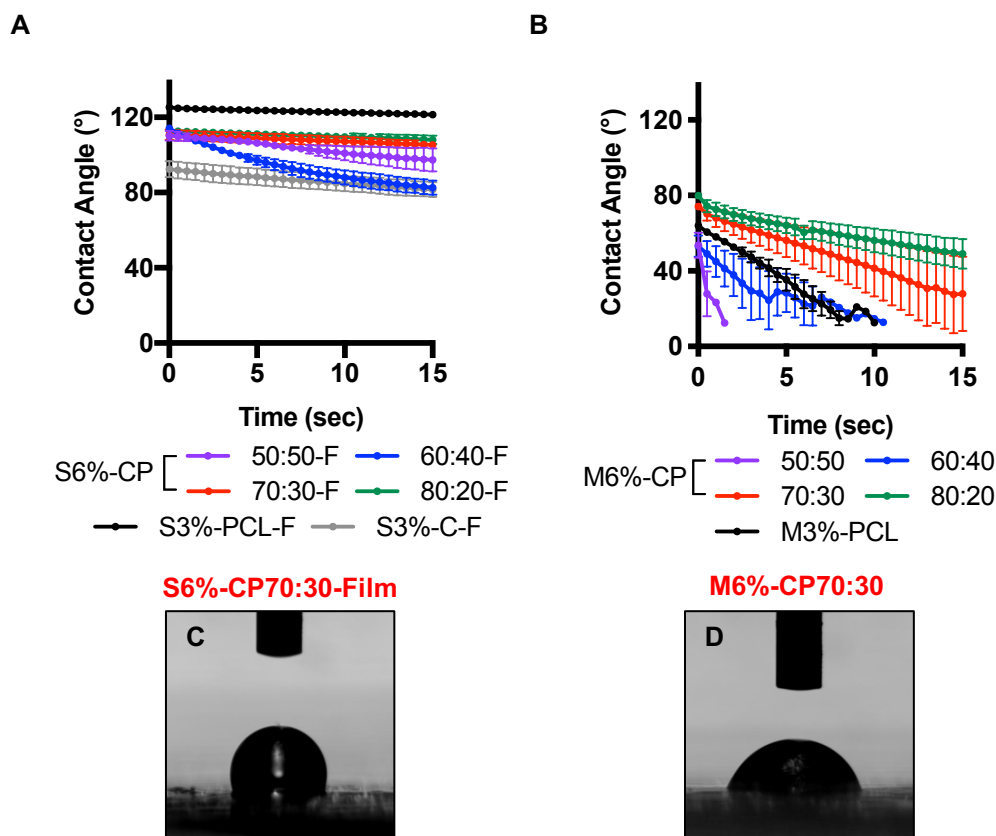 A
B
Contact Angle (°)
120
80
40
0
0 5 10 15
Time (sec)
Contact Angle (°)
120
80
40
0
0 5 10 15
Time (sec)
S6%-CP
50:50-F 60:40-F
70:30-F 80:20-F
S3%-PCL-F S3%-C-F
M6%-CP
50:50 60:40
70:30 80:20
M3%-PCL
S6%-CP70:30-Film
M6%-CP70:30
C
D